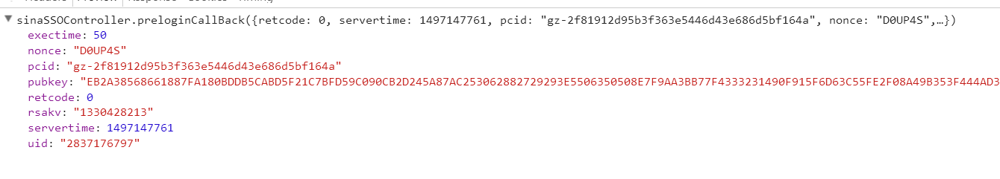 sinaSSOController.preloginCallBack({retcode: 0, servertime: 1497147761, pcid: "gz-2f81912d95b3f363e5446d43e686d5bf164a", nonce: "D0UP4S",…})
exectime: 50
nonce: "D0UP4S"
pcid: "gz-2f81912d95b3f363e5446d43e686d5bf164a"
pubkey: "EB2A38568661887FA180BDDB5CABD5F21C7BFD59C090CB2D245A87AC253062882729293E5506350508E7F9AA3BB77F4333231490F915F6D63C55FE2F08A49B353F444AD3
retcode: 0
rsakv: "1330428213"
servertime: 1497147761
uid: "2837176797"